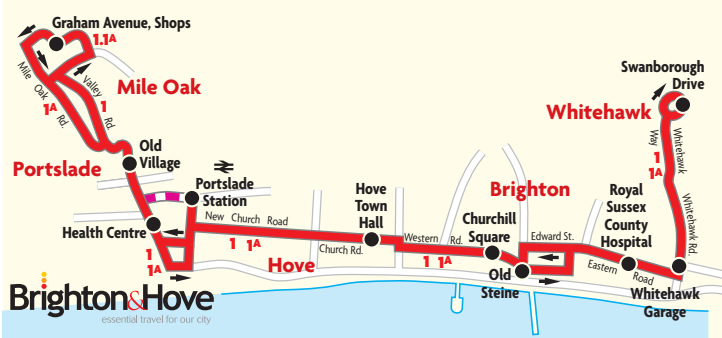 Graham Avenue, Shops
1.1A
Mile Oak Rd.
1A
Valley Rd.
1
Mile Oak
Portslade
Old
Village
Portslade
Station
Health Centre
1
1A
New Church Road
1 1A
Hove
Church Rd.
Hove
Town
Hall
Western Rd.
1 1A
Churchill
Square
Brighton
Edward St.
Old
Steine
Eastern Road
Royal
Sussex
County
Hospital
Whitehawk
Garage
Whitehawk Rd.
Whitehawk Way
1
1A
Whitehawk
Swanborough
Drive
Brighton&Hove
essential travel for our city